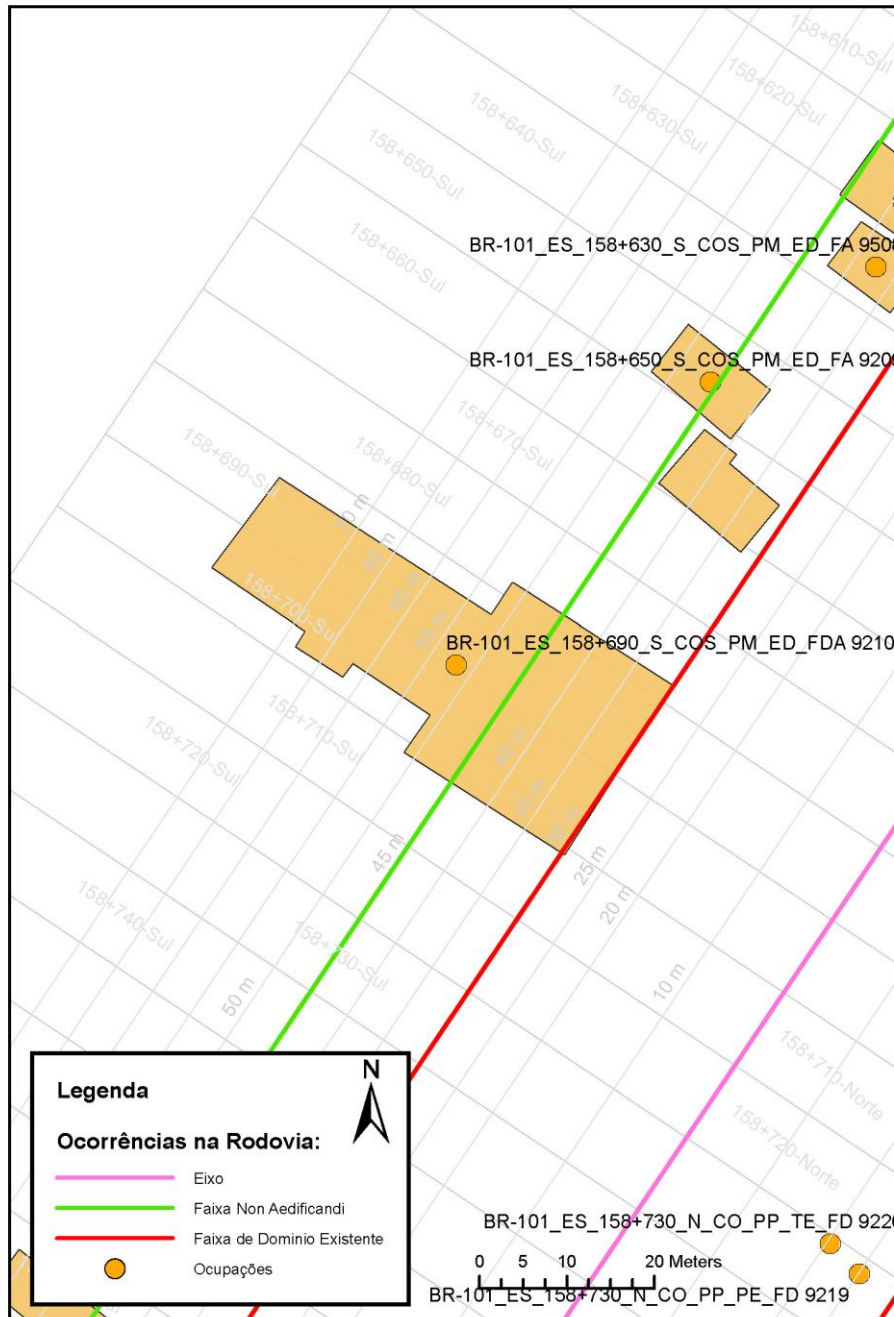 158+610-Sul
158+620-Sul
158+630-Sul
158+640-Sul
158+650-Sul
158+660-Sul
BR-101_ES_158+630_S_COS_PM_ED_FA
BR-101_ES_158+650_S_COS_PM_ED_FA
158+670-Sul
158+680-Sul
158+690-Sul
158+700-Sul
BR-101_ES_158+690_S_COS_PM_ED_FDA 9210
158+710-Sul
158+720-Sul
45 m
25 m
20 m
158+740-Sul
158+730-Sul
50 m
10 m
158+710-Norte
158+720-Norte
N
Legenda
Ocorrências na Rodovia:
Eixo
Faixa Non Aedificandi
Faixa de Dominio Existente
Ocupações
BR-101_ES_158+730_N_CO_PP_TE_FD
0 5 10 20 Meters
BR-101_ES_158+730_N_CO_PP_PE_FD 9219